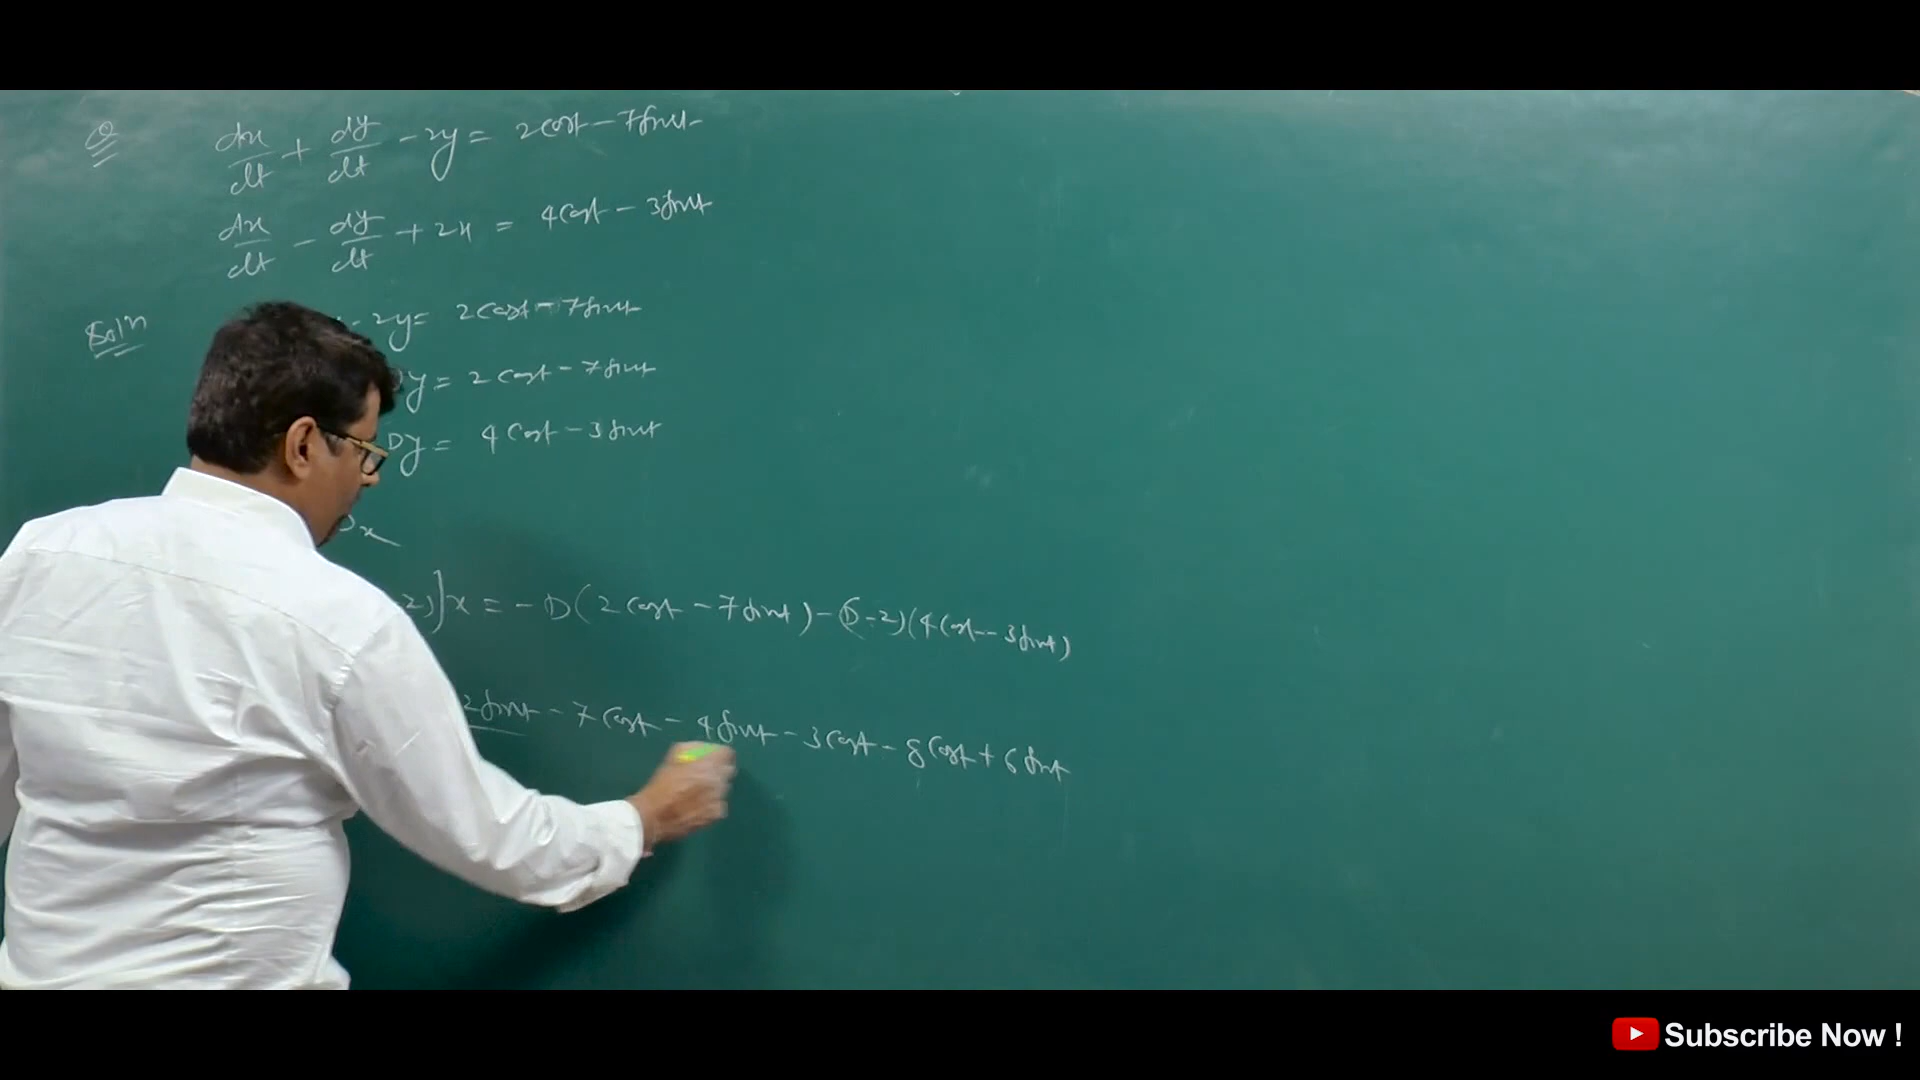 Q dx/dt + dy/dt - 2y = 2cost - 7sint
dx/dt - dy/dt + 2x = 4cost - 3sint
Soln - 2y = 2cost - 7sint
y = 2cost - 7sint
Dy = 4cost - 3sint
x
2)]x = -D(2cost - 7sint) - (D-2)(4cost - 3sint)
2sint - 7cost - 4sint - 3cost - 8cost + 6sint
Subscribe Now !